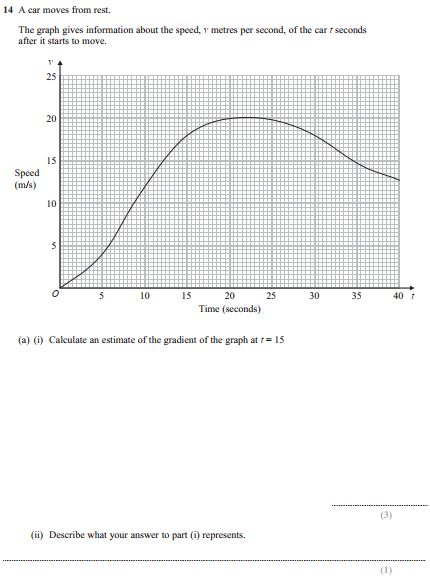 14 A car moves from rest.
The graph gives information about the speed, v metres per second, of the car t seconds
after it starts to move.
v
25
20
15
Speed
(m/s)
10
5
O 5 10 15 20 25 30 35 40 t
Time (seconds)
(a) (i) Calculate an estimate of the gradient of the graph at t = 15
(3)
(ii) Describe what your answer to part (i) represents.
(1)